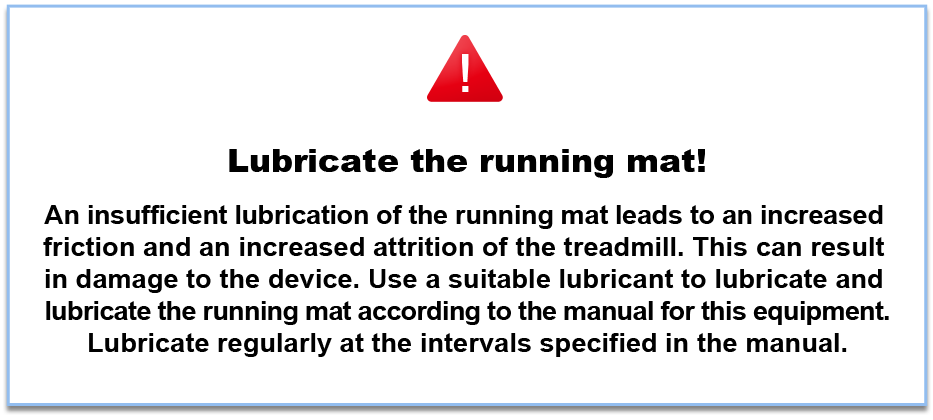 Lubricate the running mat!
An insufficient lubrication of the running mat leads to an increased
friction and an increased attrition of the treadmill. This can result
in damage to the device. Use a suitable lubricant to lubricate and
lubricate the running mat according to the manual for this equipment.
Lubricate regularly at the intervals specified in the manual.